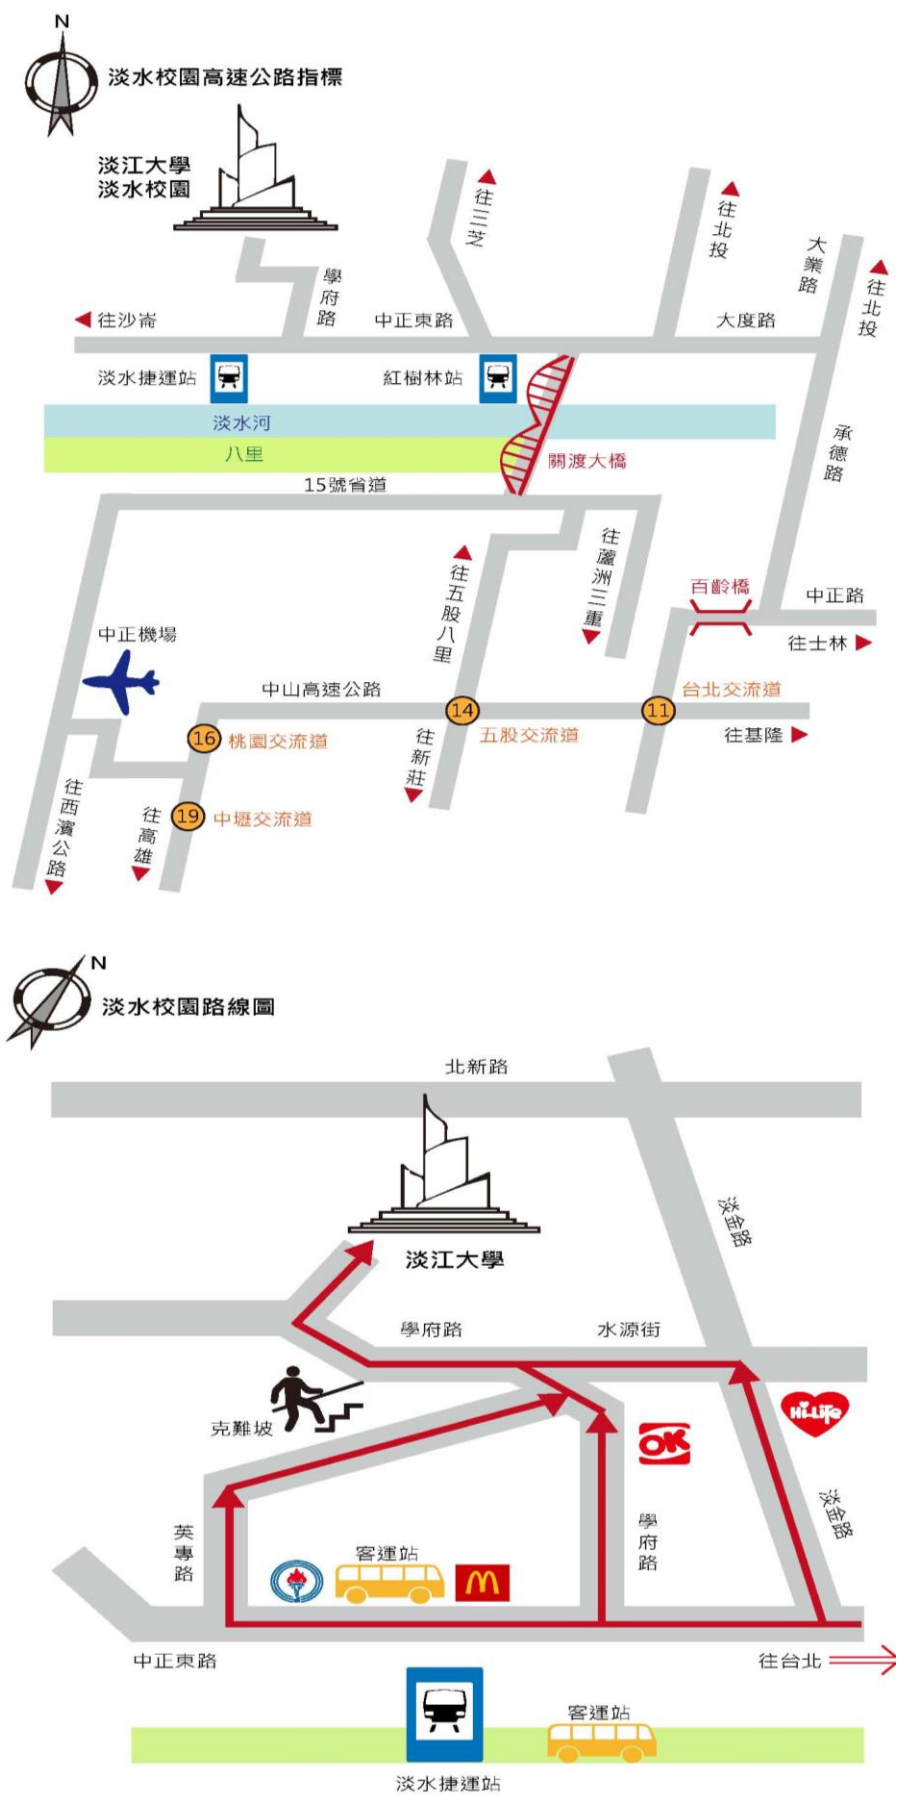 N
淡水校園高速公路指標
淡江大學
淡水校園
往三芝
往北投
大業路
往北投
學府路
往沙崙
中正東路
大度路
淡水捷運站
紅樹林站
淡水河
八里
關渡大橋
承德路
15號省道
往五股八里
往蘆洲三重
百齡橋
中正路
往士林
中正機場
中山高速公路
台北交流道
14
11
16
桃園交流道
往新莊
五股交流道
往基隆
往西濱公路
往高雄
19
中壢交流道
N
淡水校園路線圖
北新路
淡金路
淡江大學
學府路
水源街
克難坡
Hi-Life
OK
淡金路
英專路
學府路
客運站
中正東路
往台北
客運站
淡水捷運站